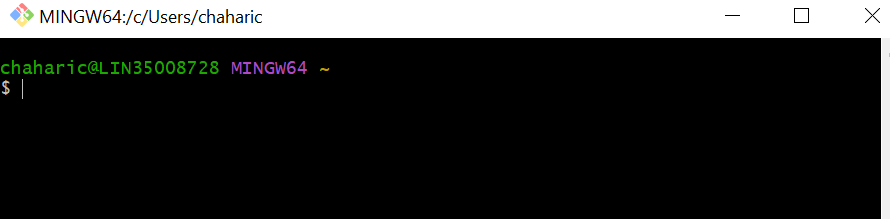 MINGW64:/c/Users/chaharic
chaharic@LIN35008728 MINGW64 ~
$